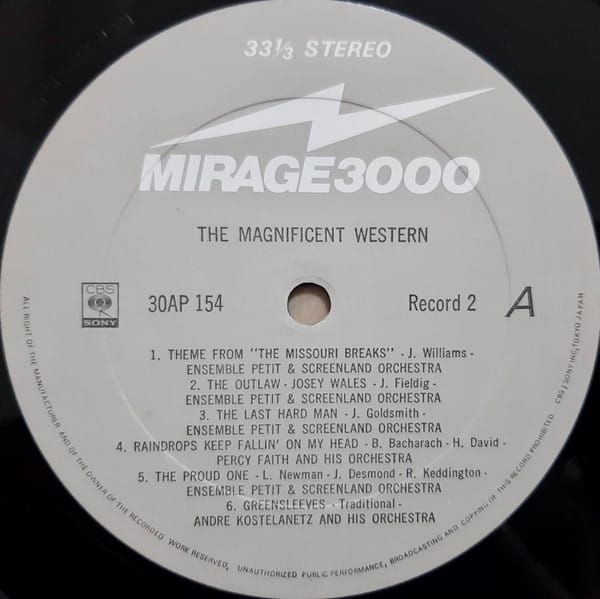 33⅓ STEREO
MIRAGE3000
THE MAGNIFICENT WESTERN
CBS
SONY
30AP 154
Record 2 A
1. THEME FROM "THE MISSOURI BREAKS" - J. Williams -
ENSEMBLE PETIT & SCREENLAND ORCHESTRA
2. THE OUTLAW - JOSEY WALES - J. Fieldig -
ENSEMBLE PETIT & SCREENLAND ORCHESTRA
3. THE LAST HARD MAN - J. Goldsmith -
ENSEMBLE PETIT & SCREENLAND ORCHESTRA
4. RAINDROPS KEEP FALLIN' ON MY HEAD - B. Bacharach - H. David -
PERCY FAITH AND HIS ORCHESTRA
5. THE PROUD ONE - L. Newman - J. Desmond - R. Keddington -
ENSEMBLE PETIT & SCREENLAND ORCHESTRA
6. GREENSLEEVES - Traditional -
ANDRE KOSTELANETZ AND HIS ORCHESTRA
ALL RIGHT OF THE MANUFACTURER AND OF THE OWNER OF THE RECORDED WORK RESERVED, UNAUTHORIZED PUBLIC PERFORMANCE, BROADCASTING AND COPYING OF THIS RECORD PROHIBITED
CBS / SONY INC, TOKYO JAPAN